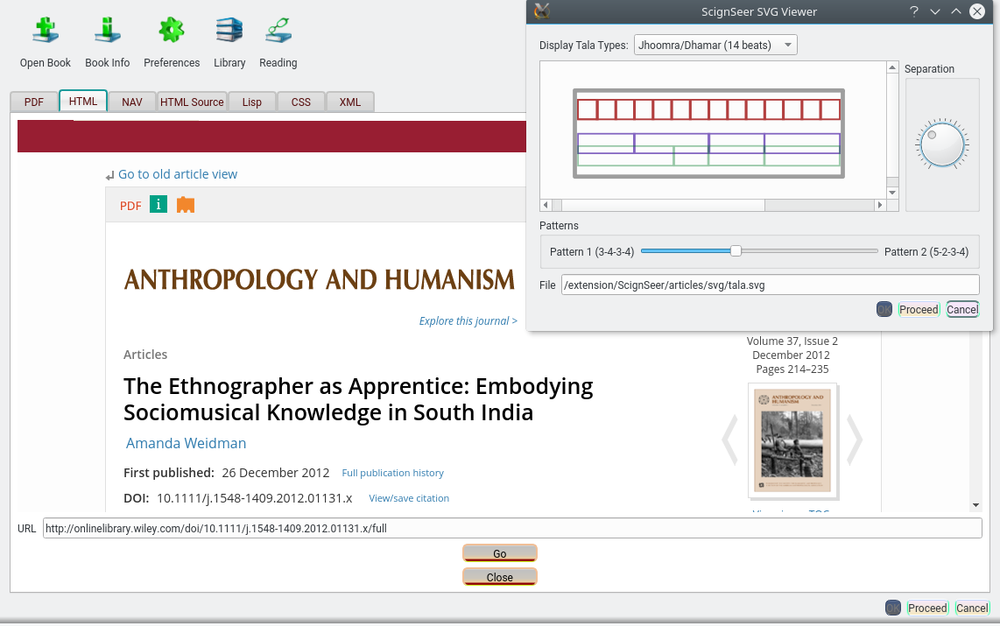 Open Book
Book Info
Preferences
Library
Reading
PDF
HTML
NAV
HTML Source
Lisp
CSS
XML
Go to old article view
PDF
i
ANTHROPOLOGY AND HUMANISM
Explore this journal >
Articles
The Ethnographer as Apprentice: Embodying
Sociomusical Knowledge in South India
Amanda Weidman
First published: 26 December 2012 Full publication history
DOI: 10.1111/j.1548-1409.2012.01131.x View/save citation
Volume 37, Issue 2
December 2012
Pages 214–235
ANTHROPOLOGY AND
HUMANISM
URL http://onlinelibrary.wiley.com/doi/10.1111/j.1548-1409.2012.01131.x/full
Go
Close
OK
Proceed
Cancel
ScignSeer SVG Viewer
?
Display Tala Types: Jhoomra/Dhamar (14 beats)
Separation
Patterns
Pattern 1 (3-4-3-4)
Pattern 2 (5-2-3-4)
File /extension/ScignSeer/articles/svg/tala.svg
OK
Proceed
Cancel